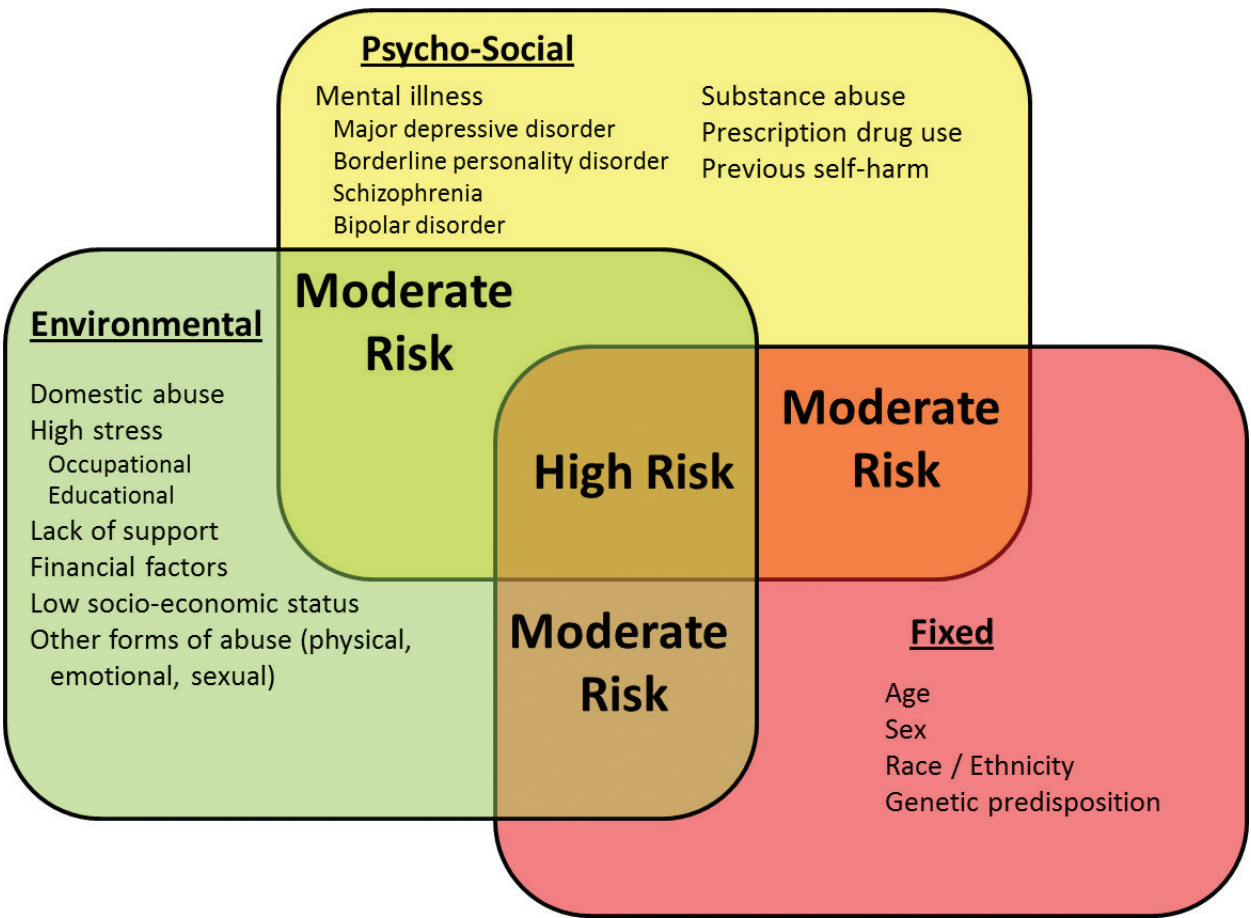 Psycho-Social
Mental illness
Major depressive disorder
Borderline personality disorder
Schizophrenia
Bipolar disorder
Substance abuse
Prescription drug use
Previous self-harm
Moderate
Risk
Environmental
Domestic abuse
High stress
Occupational
Educational
Lack of support
Financial factors
Low socio-economic status
Other forms of abuse (physical,
emotional, sexual)
High Risk
Moderate
Risk
Moderate
Risk
Fixed
Age
Sex
Race / Ethnicity
Genetic predisposition